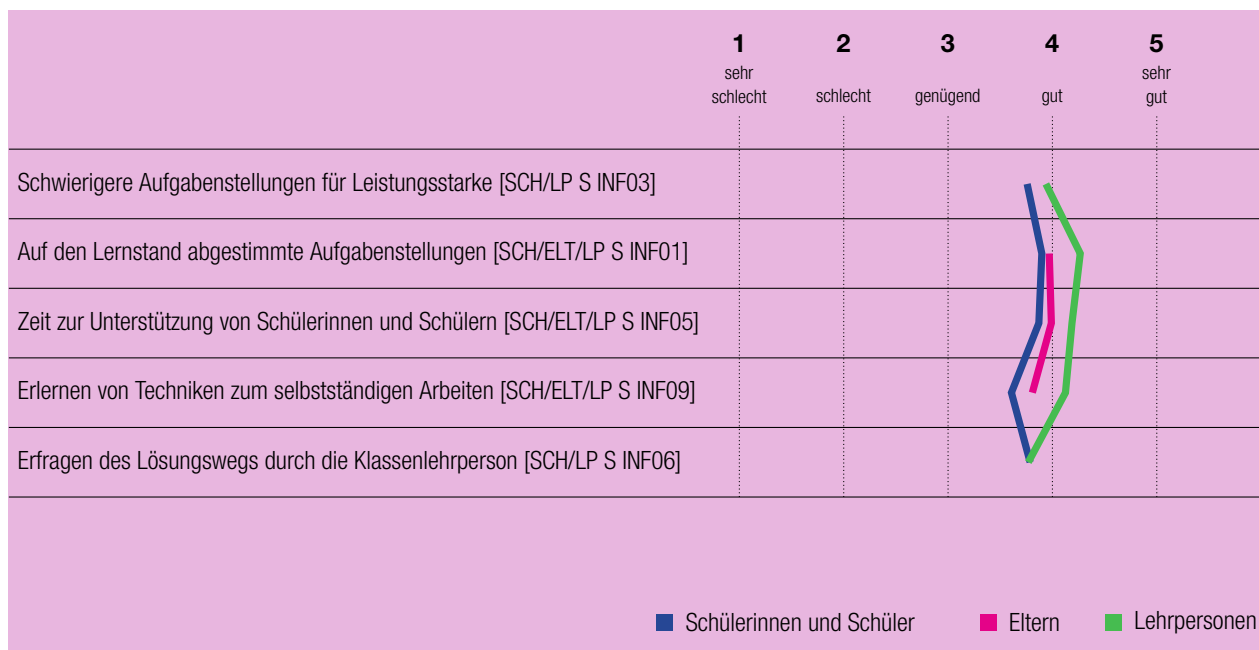 1 2 3 4 5
sehr sehr
schlecht schlecht genügend gut gut
Schwierigere Aufgabenstellungen für Leistungsstarke [SCH/LP S INF03]
Auf den Lernstand abgestimmte Aufgabenstellungen [SCH/ELT/LP S INF01]
Zeit zur Unterstützung von Schülerinnen und Schülern [SCH/ELT/LP S INF05]
Erlernen von Techniken zum selbstständigen Arbeiten [SCH/ELT/LP S INF09]
Erfragen des Lösungswegs durch die Klassenlehrperson [SCH/LP S INF06]
Schülerinnen und Schüler Eltern Lehrpersonen